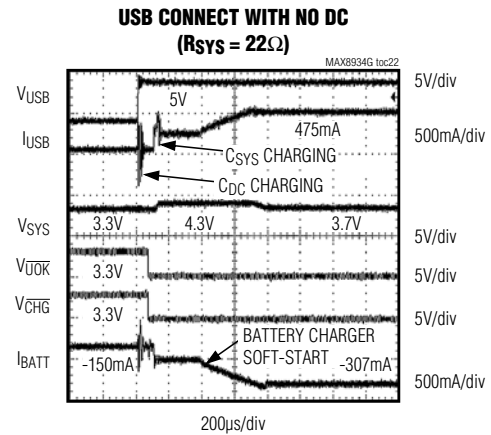 USB CONNECT WITH NO DC
(RSYS = 22Ω)
MAX8934G toc22
VUSB
5V
5V/div
IUSB
475mA
500mA/div
CSYS CHARGING
CDC CHARGING
VSYS
3.3V
4.3V
3.7V
5V/div
VUOK
3.3V
5V/div
VCHG
3.3V
5V/div
BATTERY CHARGER
SOFT-START
IBATT
-150mA
-307mA
500mA/div
200µs/div